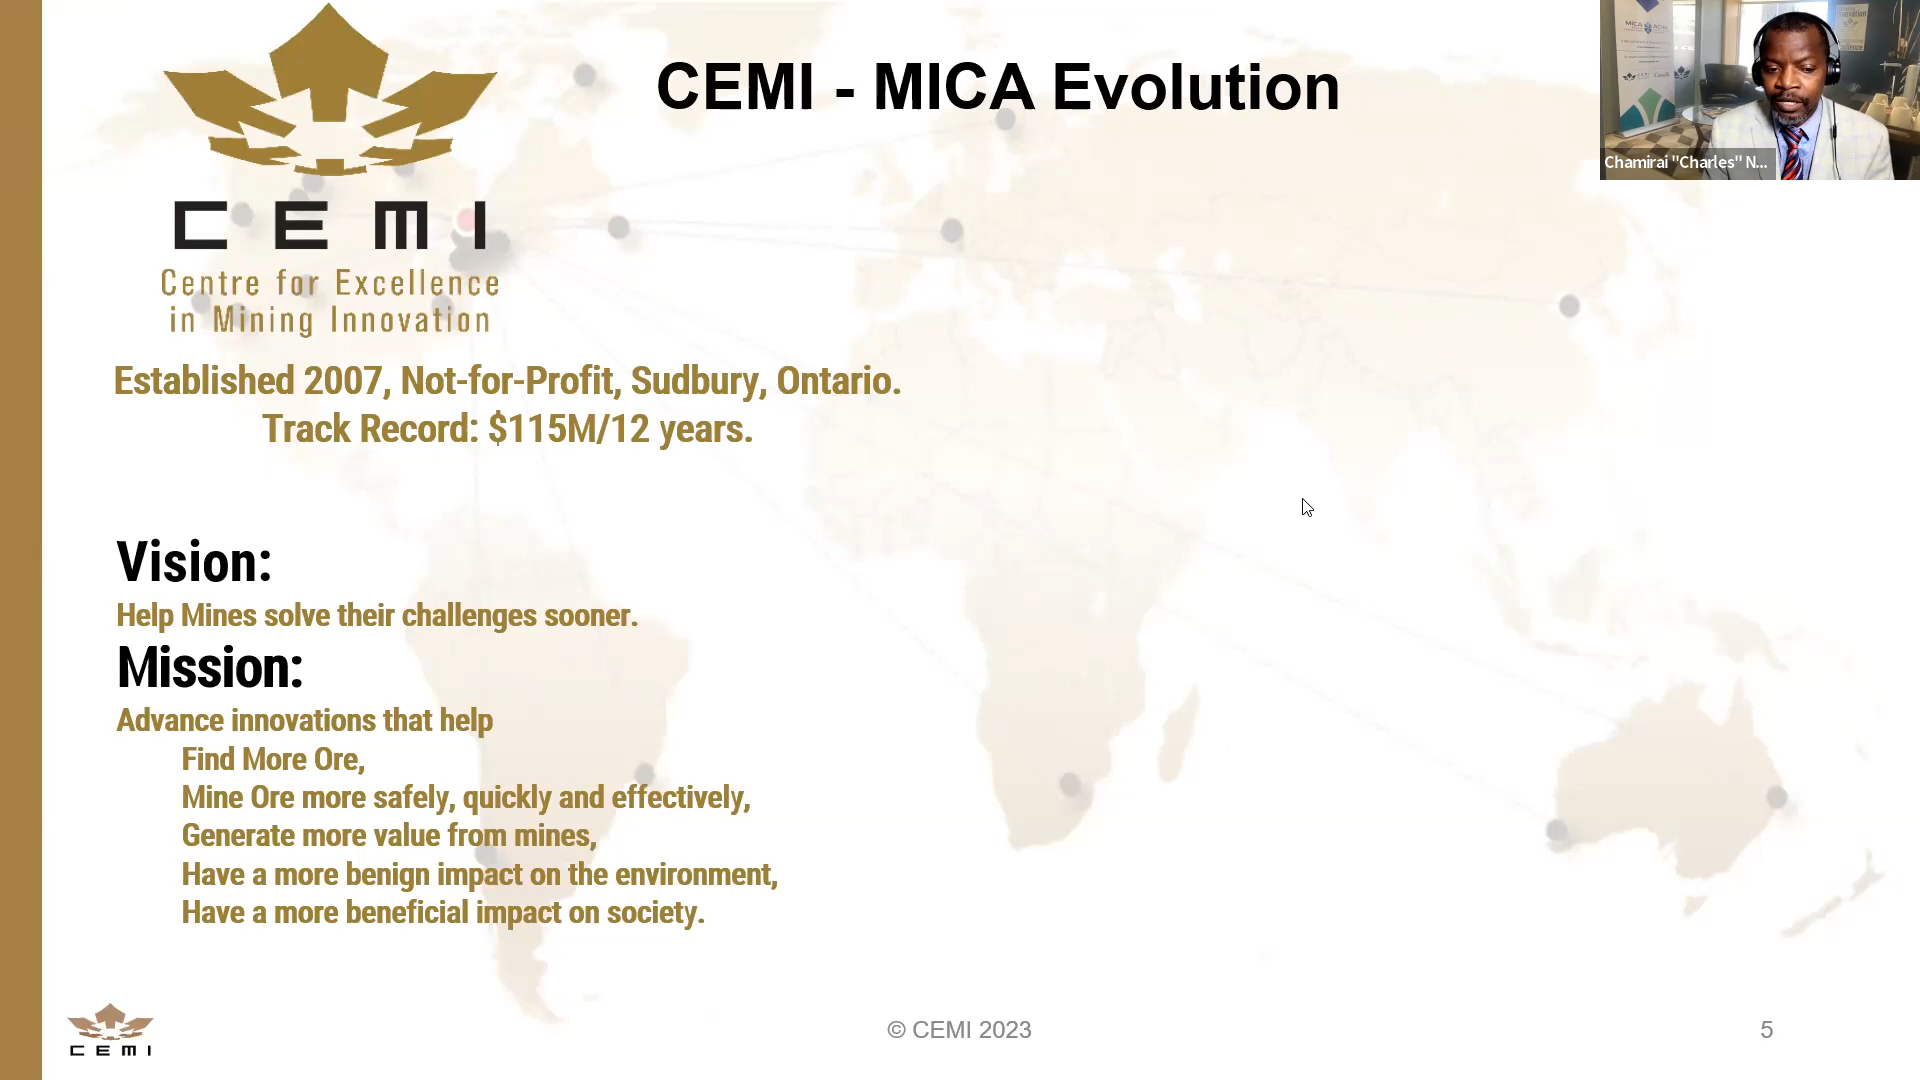 CEMI - MICA Evolution
CEMI
Centre for Excellence
in Mining Innovation
Established 2007, Not-for-Profit, Sudbury, Ontario.
Track Record: $115M/12 years.
Vision:
Help Mines solve their challenges sooner.
Mission:
Advance innovations that help
Find More Ore,
Mine Ore more safely, quickly and effectively,
Generate more value from mines,
Have a more benign impact on the environment,
Have a more beneficial impact on society.
CEMI
© CEMI 2023
5
MICA
Chamirai "Charles" N...